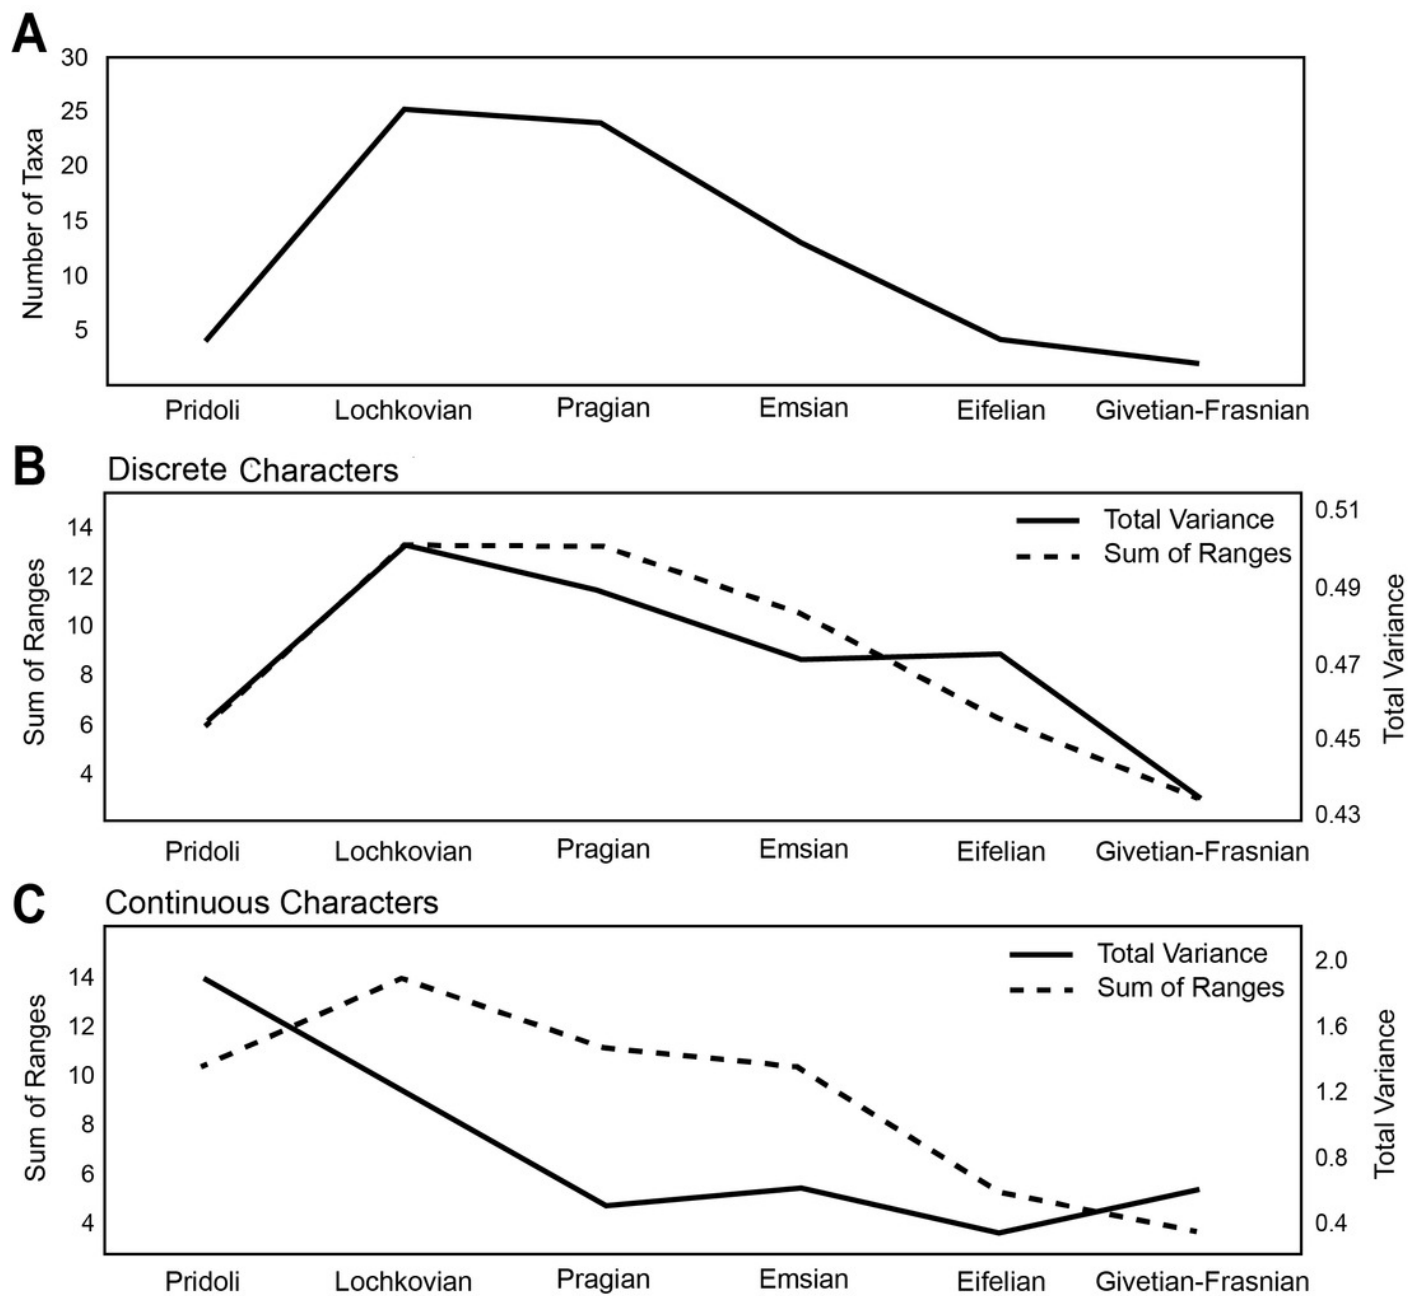 A
30
25
20
15
10
5
Number of Taxa
Pridoli Lochkovian Pragian Emsian Eifelian Givetian-Frasnian
B
Discrete Characters
14
12
10
8
6
4
Sum of Ranges
Total Variance
Sum of Ranges
0.51
0.49
0.47
0.45
0.43
Total Variance
Pridoli Lochkovian Pragian Emsian Eifelian Givetian-Frasnian
C
Continuous Characters
14
12
10
8
6
4
Sum of Ranges
Total Variance
Sum of Ranges
2.0
1.6
1.2
0.8
0.4
Total Variance
Pridoli Lochkovian Pragian Emsian Eifelian Givetian-Frasnian